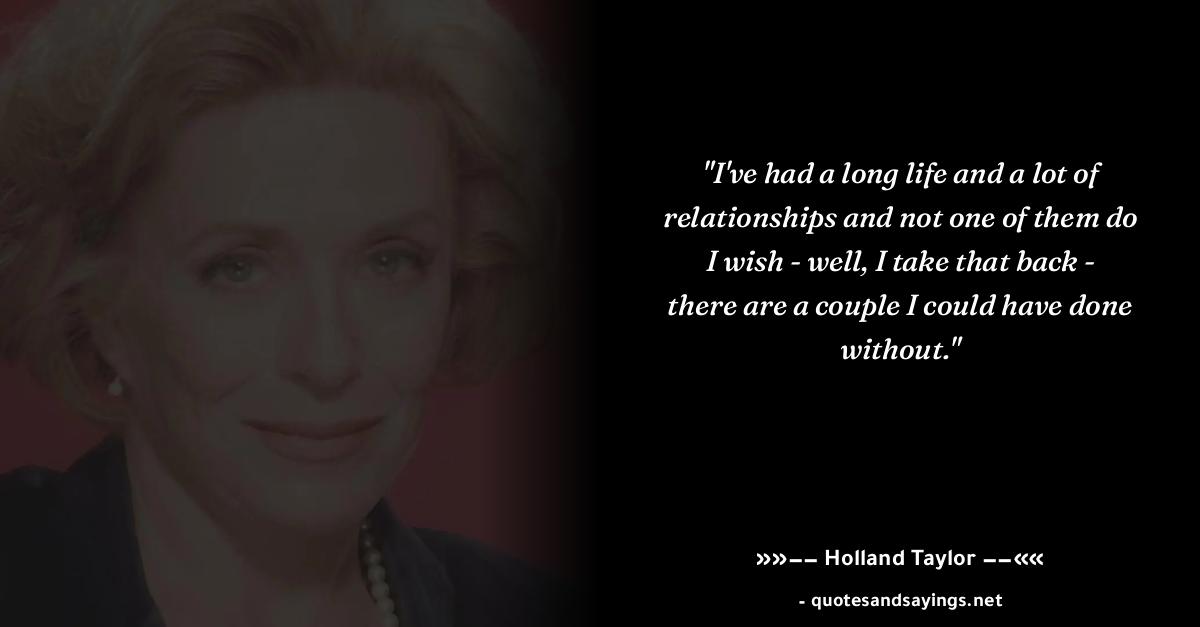 "I've had a long life and a lot of
relationships and not one of them do
I wish - well, I take that back -
there are a couple I could have done
without."
»»−− Holland Taylor −−««
- quotesandsayings.net